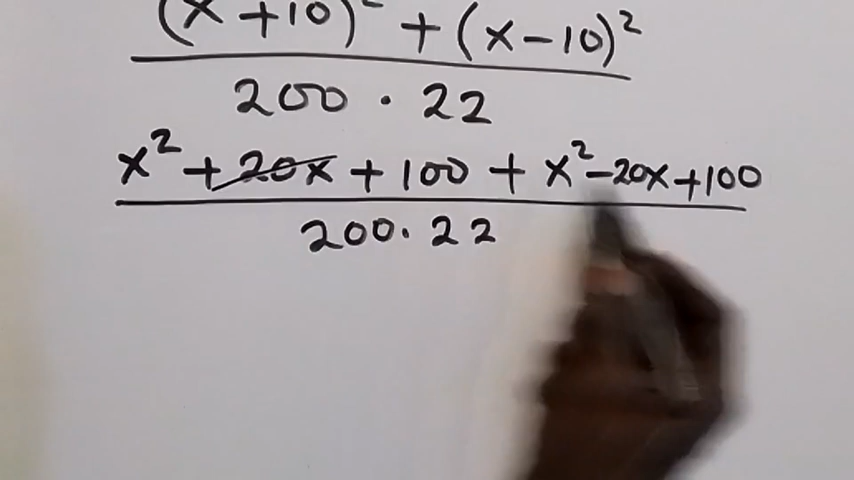 (x + 10)² + (x - 10)²
200 · 22
x² + 20x + 100 + x² - 20x + 100
200 · 22